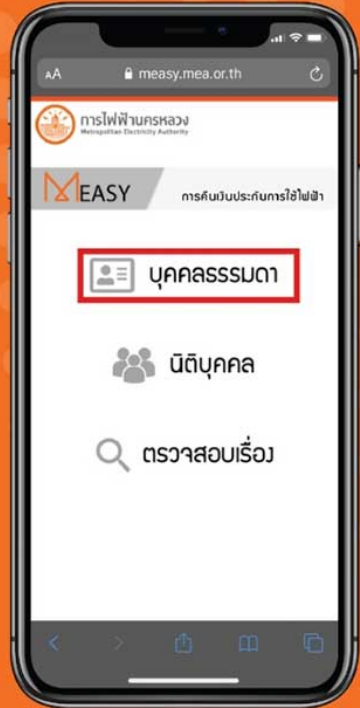 AA measy.mea.or.th
การไฟฟ้านครหลวง
Metropolitan Electricity Authority
MEASY การคืนเงินประกันการใช้ไฟฟ้า
บุคคลธรรมดา
นิติบุคคล
ตรวจสอบเรื่อง